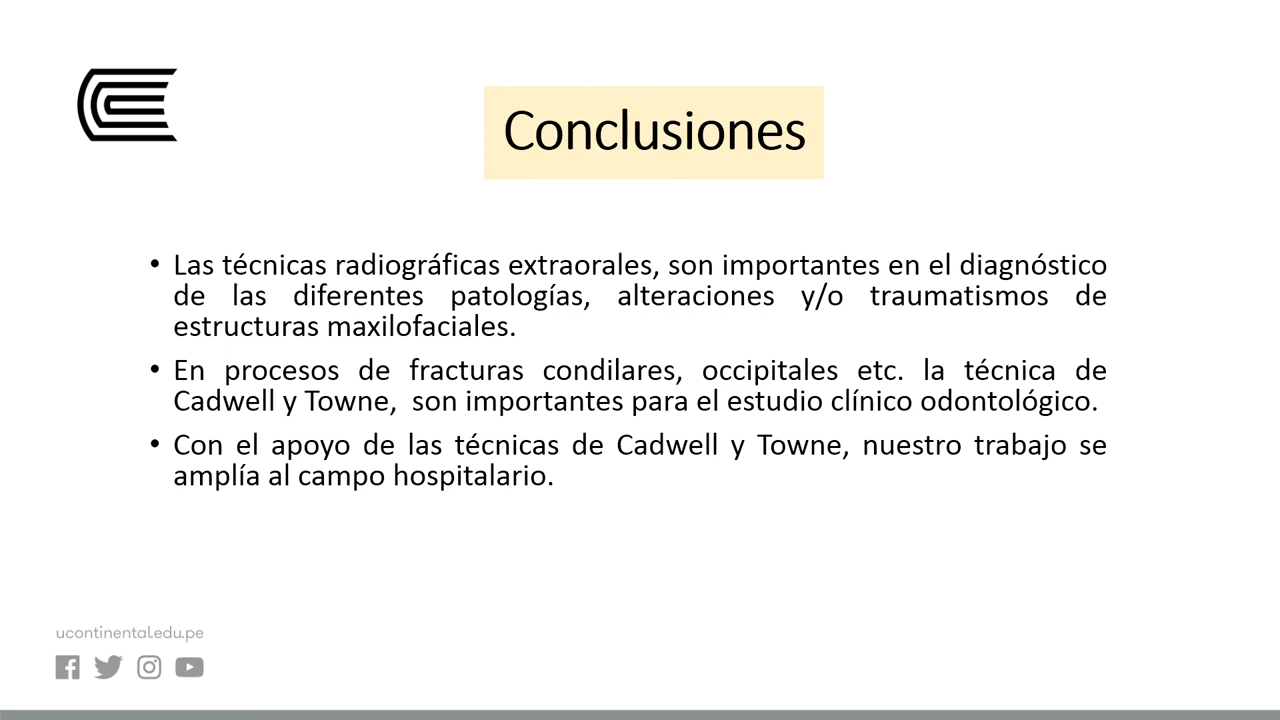 Conclusiones
• Las técnicas radiográficas extraorales, son importantes en el diagnóstico
de las diferentes patologías, alteraciones y/o traumatismos de
estructuras maxilofaciales.
• En procesos de fracturas condilares, occipitales etc. la técnica de
Cadwell y Towne,  son importantes para el estudio clínico odontológico.
• Con el apoyo de las técnicas de Cadwell y Towne, nuestro trabajo se
amplía al campo hospitalario.
ucontinental.edu.pe